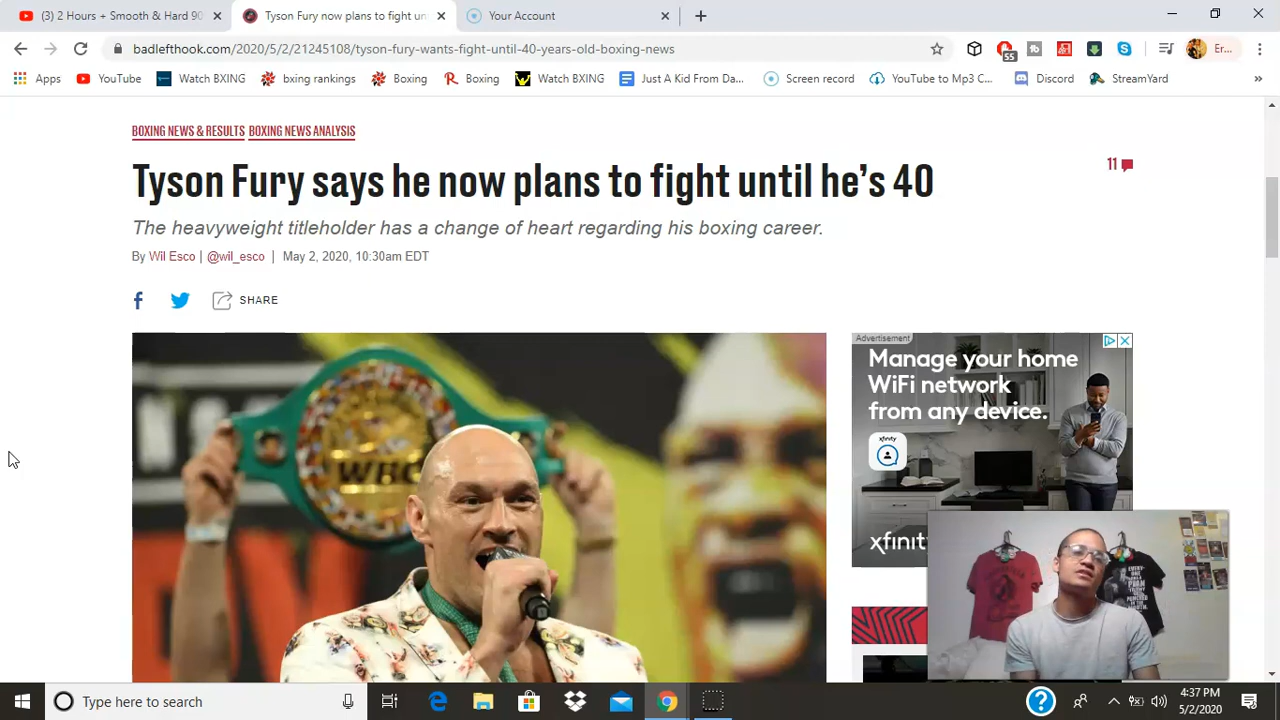 (3) 2 Hours + Smooth & Hard 90
Tyson Fury now plans to fight un
Your Account
badlefthook.com/2020/5/2/21245108/tyson-fury-wants-fight-until-40-years-old-boxing-news
55
Er...
Apps
YouTube
Watch BXING
bxing rankings
Boxing
Boxing
Watch BXING
Just A Kid From Da...
Screen record
YouTube to Mp3 C...
Discord
StreamYard
»
BOXING NEWS & RESULTS BOXING NEWS ANALYSIS
Tyson Fury says he now plans to fight until he's 40
11
The heavyweight titleholder has a change of heart regarding his boxing career.
By Wil Esco | @wil_esco | May 2, 2020, 10:30am EDT
SHARE
WBC
Advertisement
Manage your home
WiFi network
from any device.
xfinity
xfinity
Type here to search
4:37 PM
5/2/2020